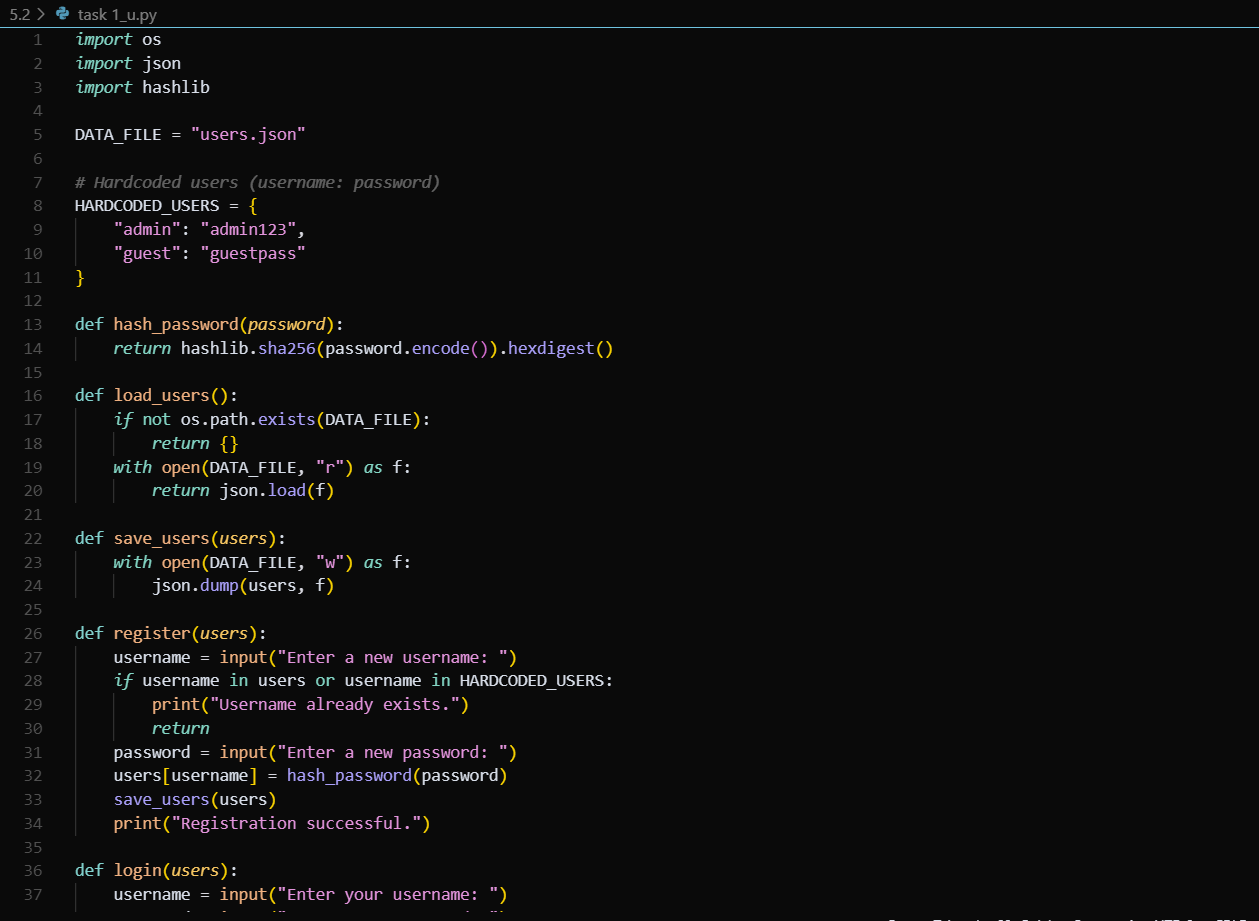 5.2 > task 1_u.py
1 import os
2 import json
3 import hashlib
4
5 DATA_FILE = "users.json"
6
7 # Hardcoded users (username: password)
8 HARDCODED_USERS = {
9     "admin": "admin123",
10     "guest": "guestpass"
11 }
12
13 def hash_password(password):
14     return hashlib.sha256(password.encode()).hexdigest()
15
16 def load_users():
17     if not os.path.exists(DATA_FILE):
18         return {}
19     with open(DATA_FILE, "r") as f:
20         return json.load(f)
21
22 def save_users(users):
23     with open(DATA_FILE, "w") as f:
24         json.dump(users, f)
25
26 def register(users):
27     username = input("Enter a new username: ")
28     if username in users or username in HARDCODED_USERS:
29         print("Username already exists.")
30         return
31     password = input("Enter a new password: ")
32     users[username] = hash_password(password)
33     save_users(users)
34     print("Registration successful.")
35
36 def login(users):
37     username = input("Enter your username: ")